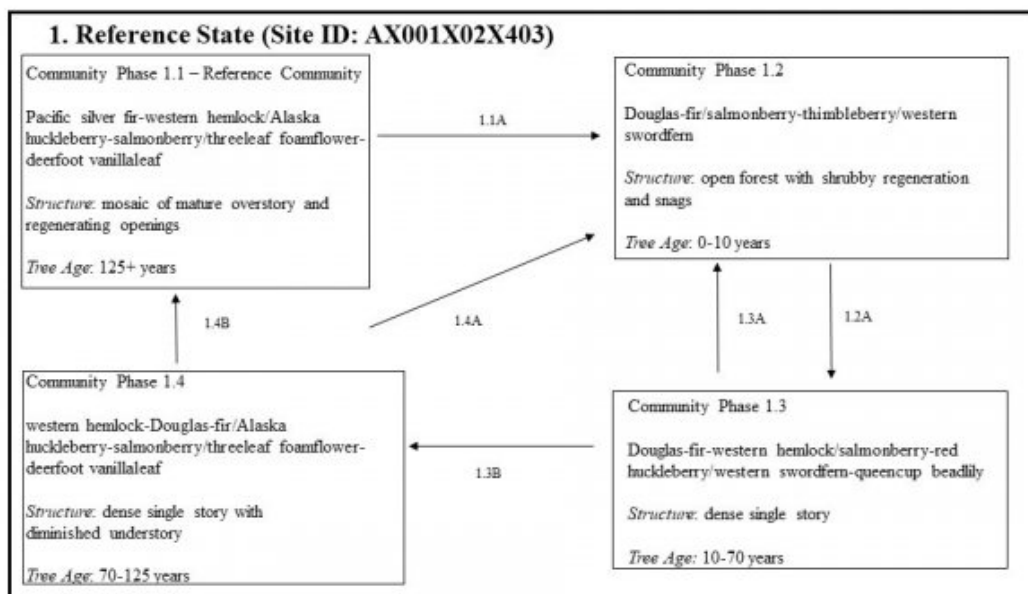 1. Reference State (Site ID: AX001X02X403)
Community Phase 1.1 – Reference Community
Pacific silver fir-western hemlock/Alaska
huckleberry-salmonberry/threeleaf foamflower-
deerfoot vanillaleaf
Structure: mosaic of mature overstory and
regenerating openings
Tree Age: 125+ years
1.1A
Community Phase 1.2
Douglas-fir/salmonberry-thimbleberry/western
swordfern
Structure: open forest with shrubby regeneration
and snags
Tree Age: 0-10 years
1.4B
1.4A
1.3A
1.2A
Community Phase 1.4
western hemlock-Douglas-fir/Alaska
huckleberry-salmonberry/threeleaf foamflower-
deerfoot vanillaleaf
Structure: dense single story with
diminished understory
Tree Age: 70-125 years
1.3B
Community Phase 1.3
Douglas-fir-western hemlock/salmonberry-red
huckleberry/western swordfern-queencup beadlily
Structure: dense single story
Tree Age: 10-70 years